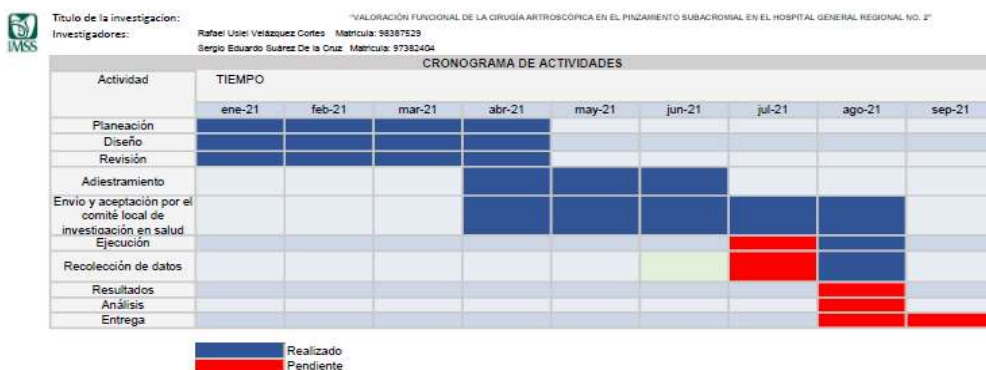 IMSS
Titulo de la investigacion: "VALORACIÓN FUNCIONAL DE LA CIRUGÍA ARTROSCÓPICA EN EL PINZAMIENTO SUBACROMIAL EN EL HOSPITAL GENERAL REGIONAL NO. 2"
Investigadores: Rafael Usiel Velázquez Cortes Matricula: 98387529
Sergio Eduardo Suárez De la Cruz Matricula: 97382404
CRONOGRAMA DE ACTIVIDADES
Actividad TIEMPO
ene-21 feb-21 mar-21 abr-21 may-21 jun-21 jul-21 ago-21 sep-21
Planeación
Diseño
Revisión
Adiestramiento
Envío y aceptación por el
comité local de
investigación en salud
Ejecución
Recolección de datos
Resultados
Análisis
Entrega
Realizado
Pendiente